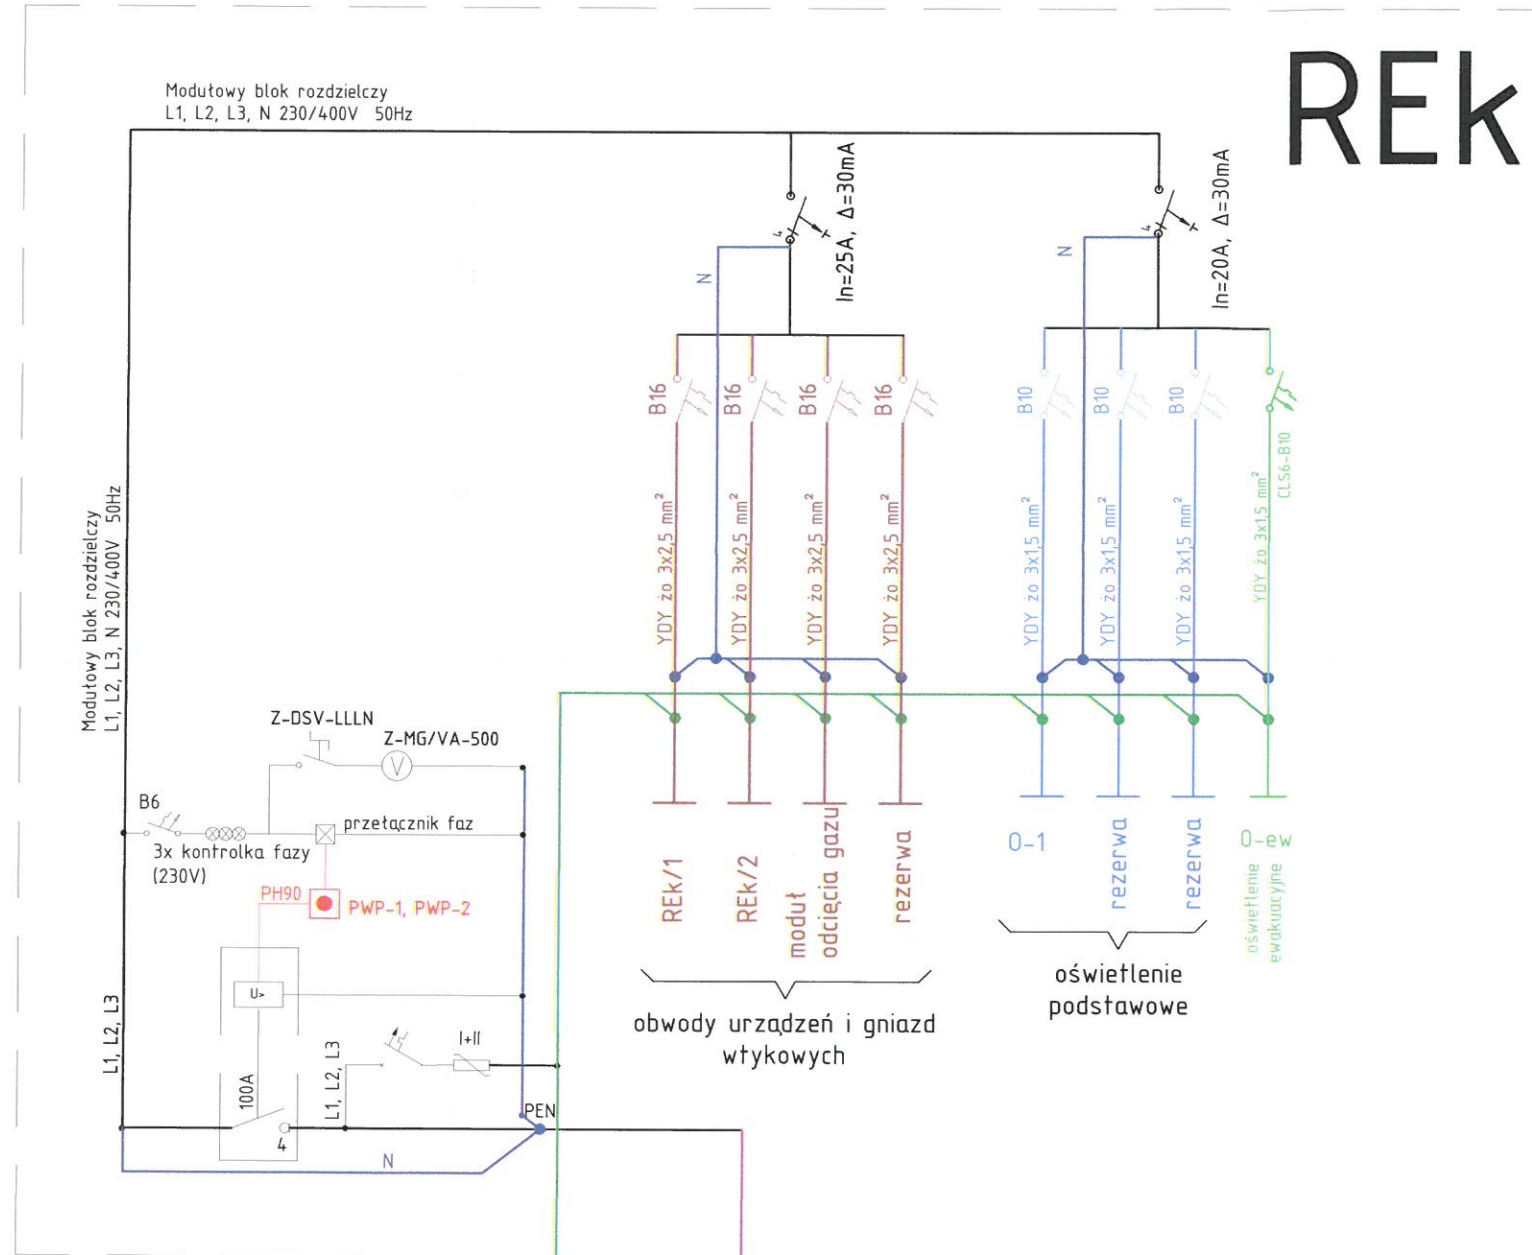 REk
Modułowy blok rozdzielczy
L1, L2, L3, N 230/400V 50Hz
In=25A, Δ=30mA
In=20A, Δ=30mA
4
4
N
N
B16
B16
B16
B16
B10
B10
B10
CLS6-B10
YDY żo 3x2,5 mm²
YDY żo 3x2,5 mm²
YDY żo 3x2,5 mm²
YDY żo 3x2,5 mm²
YDY żo 3x1,5 mm²
YDY żo 3x1,5 mm²
YDY żo 3x1,5 mm²
YDY żo 3x1,5 mm²
Modułowy blok rozdzielczy
L1, L2, L3, N 230/400V 50Hz
Z-DSV-LLLN
Z-MG/VA-500
V
B6
przełącznik faz
3x kontrolka fazy
(230V)
PH90
PWP-1, PWP-2
U>
L1, L2, L3
100A
4
L1, L2, L3
I+II
PEN
N
REk/1
REk/2
moduł
odcięcia gazu
rezerwa
O-1
rezerwa
rezerwa
O-ew
oświetlenie
ewakuacyjne
obwody urządzeń i gniazd
wtykowych
oświetlenie
podstawowe